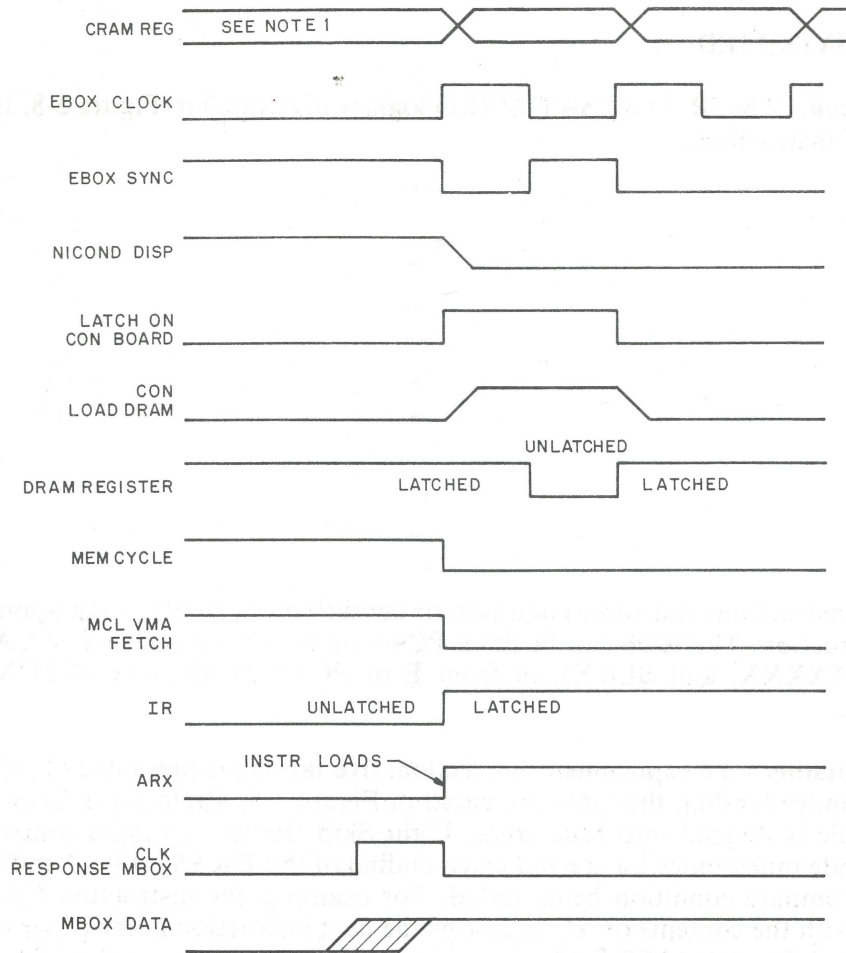 CRAM REG
SEE NOTE 1
EBOX CLOCK
EBOX SYNC
NICOND DISP
LATCH ON
CON BOARD
CON
LOAD DRAM
UNLATCHED
DRAM REGISTER
LATCHED
LATCHED
MEM CYCLE
MCL VMA
FETCH
IR
UNLATCHED
LATCHED
INSTR LOADS
ARX
CLK
RESPONSE MBOX
MBOX DATA